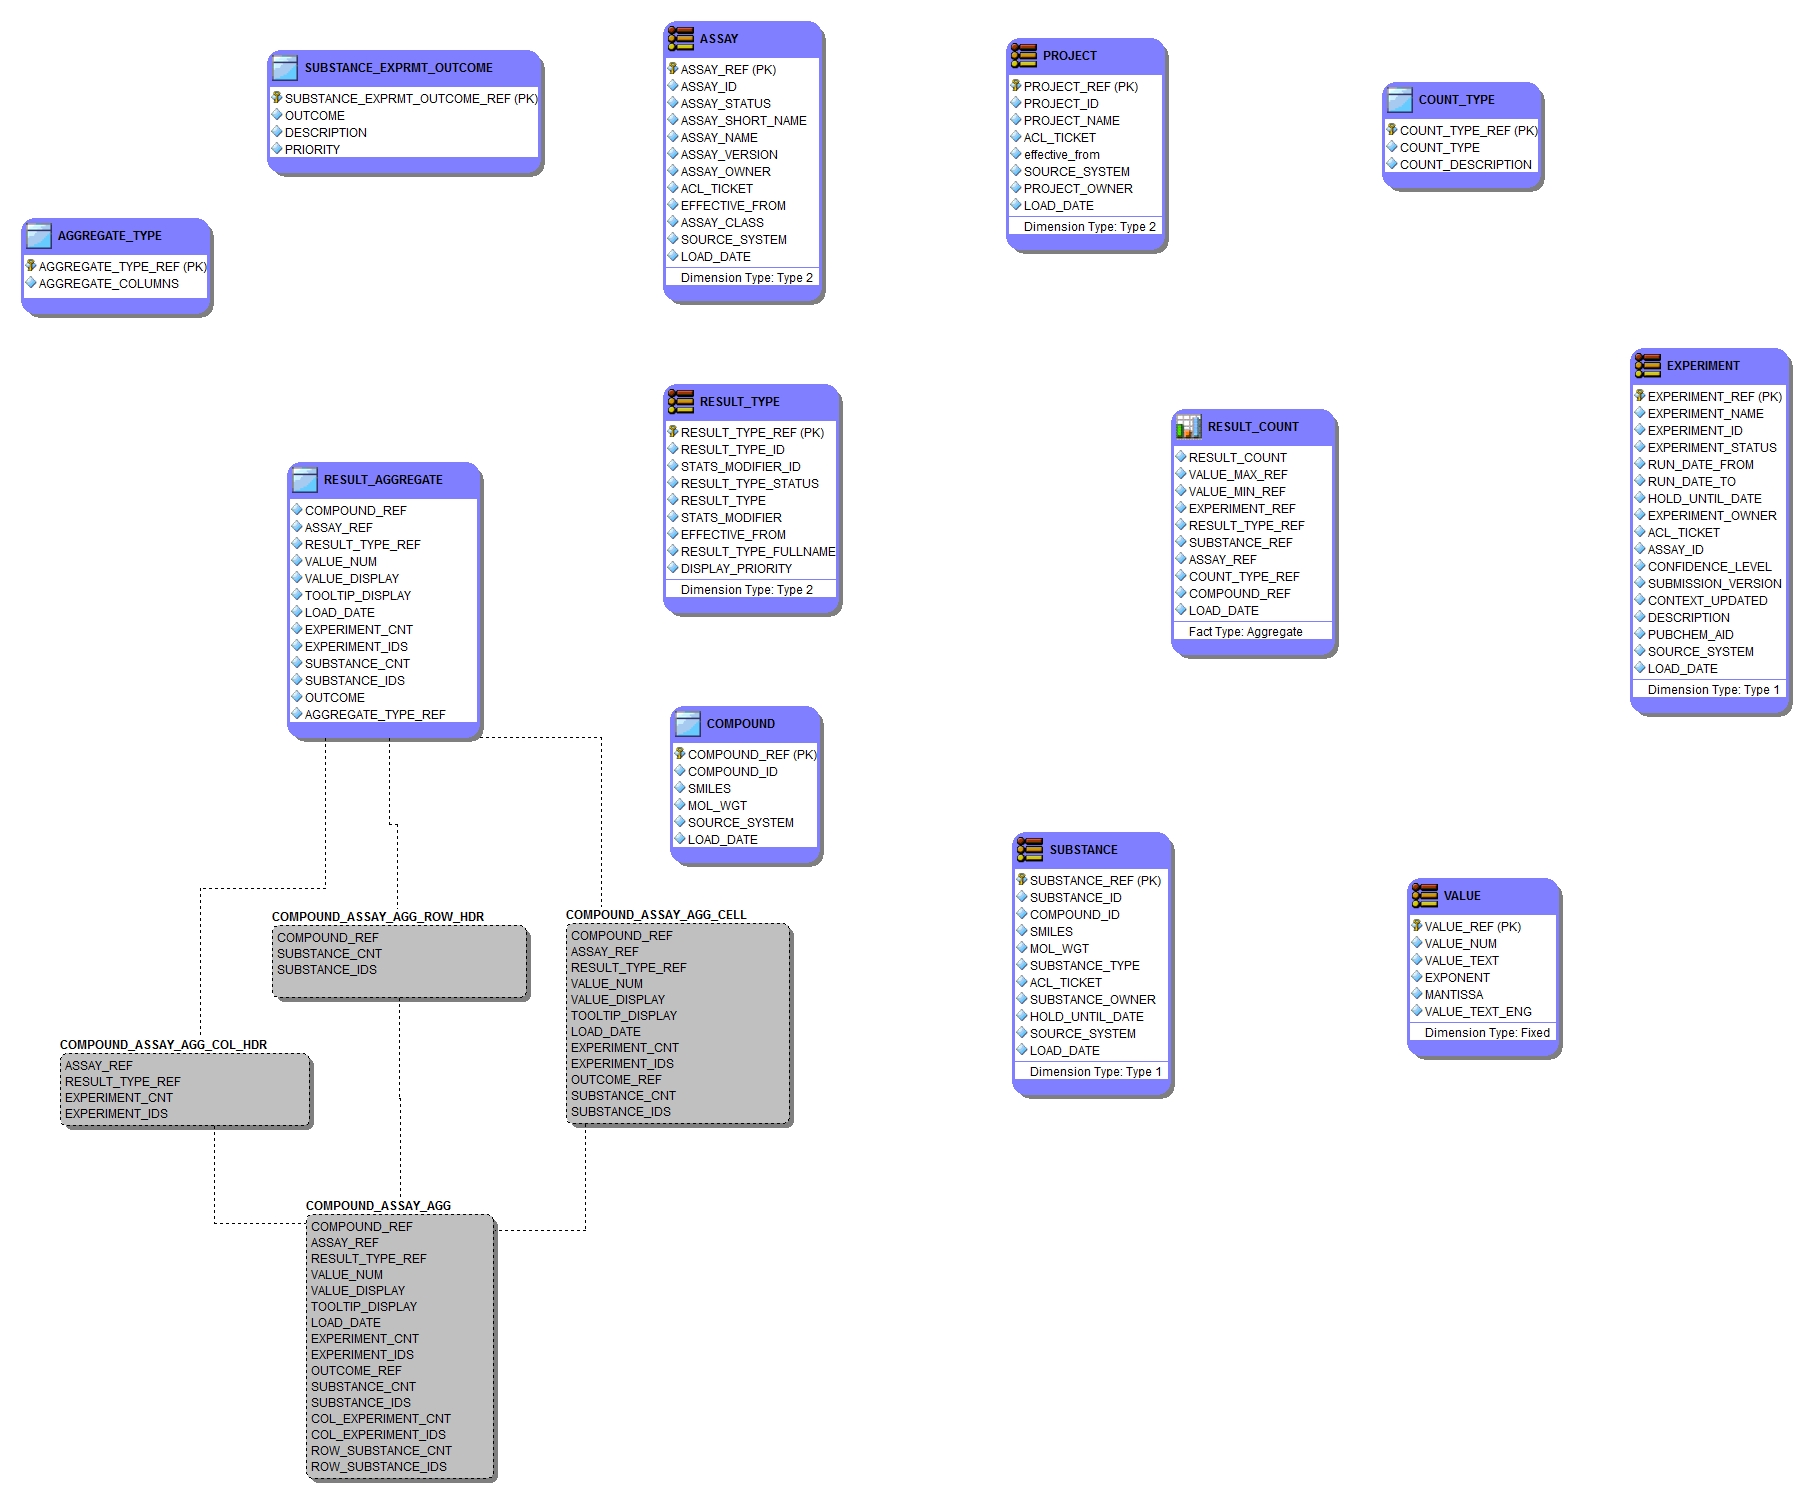 SUBSTANCE_EXPRMT_OUTCOME
SUBSTANCE_EXPRMT_OUTCOME_REF (PK)
OUTCOME
DESCRIPTION
PRIORITY
ASSAY
ASSAY_REF (PK)
ASSAY_ID
ASSAY_STATUS
ASSAY_SHORT_NAME
ASSAY_NAME
ASSAY_VERSION
ASSAY_OWNER
ACL_TICKET
EFFECTIVE_FROM
ASSAY_CLASS
SOURCE_SYSTEM
LOAD_DATE
Dimension Type: Type 2
PROJECT
PROJECT_REF (PK)
PROJECT_ID
PROJECT_NAME
ACL_TICKET
effective_from
SOURCE_SYSTEM
PROJECT_OWNER
LOAD_DATE
Dimension Type: Type 2
COUNT_TYPE
COUNT_TYPE_REF (PK)
COUNT_TYPE
COUNT_DESCRIPTION
AGGREGATE_TYPE
AGGREGATE_TYPE_REF (PK)
AGGREGATE_COLUMNS
RESULT_TYPE
RESULT_TYPE_REF (PK)
RESULT_TYPE_ID
STATS_MODIFIER_ID
RESULT_TYPE_STATUS
RESULT_TYPE
STATS_MODIFIER
EFFECTIVE_FROM
RESULT_TYPE_FULLNAME
DISPLAY_PRIORITY
Dimension Type: Type 2
RESULT_COUNT
RESULT_COUNT
VALUE_MAX_REF
VALUE_MIN_REF
EXPERIMENT_REF
RESULT_TYPE_REF
SUBSTANCE_REF
ASSAY_REF
COUNT_TYPE_REF
COMPOUND_REF
LOAD_DATE
Fact Type: Aggregate
EXPERIMENT
EXPERIMENT_REF (PK)
EXPERIMENT_NAME
EXPERIMENT_ID
EXPERIMENT_STATUS
RUN_DATE_FROM
RUN_DATE_TO
HOLD_UNTIL_DATE
EXPERIMENT_OWNER
ACL_TICKET
ASSAY_ID
CONFIDENCE_LEVEL
SUBMISSION_VERSION
CONTEXT_UPDATED
DESCRIPTION
PUBCHEM_AID
SOURCE_SYSTEM
LOAD_DATE
Dimension Type: Type 1
RESULT_AGGREGATE
COMPOUND_REF
ASSAY_REF
RESULT_TYPE_REF
VALUE_NUM
VALUE_DISPLAY
TOOLTIP_DISPLAY
LOAD_DATE
EXPERIMENT_CNT
EXPERIMENT_IDS
SUBSTANCE_CNT
SUBSTANCE_IDS
OUTCOME
AGGREGATE_TYPE_REF
COMPOUND
COMPOUND_REF (PK)
COMPOUND_ID
SMILES
MOL_WGT
SOURCE_SYSTEM
LOAD_DATE
SUBSTANCE
SUBSTANCE_REF (PK)
SUBSTANCE_ID
COMPOUND_ID
SMILES
MOL_WGT
SUBSTANCE_TYPE
ACL_TICKET
SUBSTANCE_OWNER
HOLD_UNTIL_DATE
SOURCE_SYSTEM
LOAD_DATE
Dimension Type: Type 1
VALUE
VALUE_REF (PK)
VALUE_NUM
VALUE_TEXT
EXPONENT
MANTISSA
VALUE_TEXT_ENG
Dimension Type: Fixed
COMPOUND_ASSAY_AGG_ROW_HDR
COMPOUND_REF
SUBSTANCE_CNT
SUBSTANCE_IDS
COMPOUND_ASSAY_AGG_CELL
COMPOUND_REF
ASSAY_REF
RESULT_TYPE_REF
VALUE_NUM
VALUE_DISPLAY
TOOLTIP_DISPLAY
LOAD_DATE
EXPERIMENT_CNT
EXPERIMENT_IDS
OUTCOME_REF
SUBSTANCE_CNT
SUBSTANCE_IDS
COMPOUND_ASSAY_AGG_COL_HDR
ASSAY_REF
RESULT_TYPE_REF
EXPERIMENT_CNT
EXPERIMENT_IDS
COMPOUND_ASSAY_AGG
COMPOUND_REF
ASSAY_REF
RESULT_TYPE_REF
VALUE_NUM
VALUE_DISPLAY
TOOLTIP_DISPLAY
LOAD_DATE
EXPERIMENT_CNT
EXPERIMENT_IDS
OUTCOME_REF
SUBSTANCE_CNT
SUBSTANCE_IDS
COL_EXPERIMENT_CNT
COL_EXPERIMENT_IDS
ROW_SUBSTANCE_CNT
ROW_SUBSTANCE_IDS